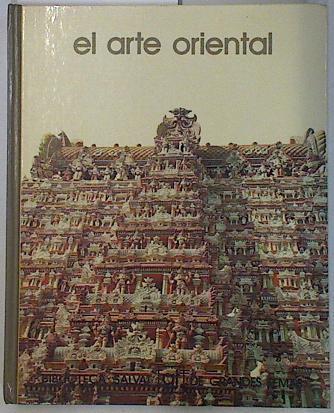 el arte oriental
BIBLIOTECA SALVAT DE GRANDES TEMAS